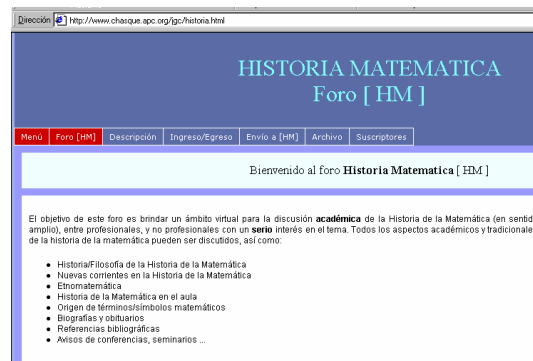 Dirección http://www.chasque.apc.org/jgc/historia.html
HISTORIA MATEMATICA
Foro [ HM ]
Menú Foro [HM] Descripción Ingreso/Egreso Envío a [HM] Archivo Suscriptores
Bienvenido al foro Historia Matematica [ HM ]
El objetivo de este foro es brindar un ámbito virtual para la discusión académica de la Historia de la Matemática (en sentid
amplio), entre profesionales, y no profesionales con un serio interés en el tema. Todos los aspectos académicos y tradicionale
de la historia de la matemática pueden ser discutidos, así como:
• Historia/Filosofía de la Historia de la Matemática
• Nuevas corrientes en la Historia de la Matemática
• Etnomatemática
• Historia de la Matemática en el aula
• Origen de términos/símbolos matemáticos
• Biografías y obituarios
• Referencias bibliográficas
• Avisos de conferencias, seminarios ...